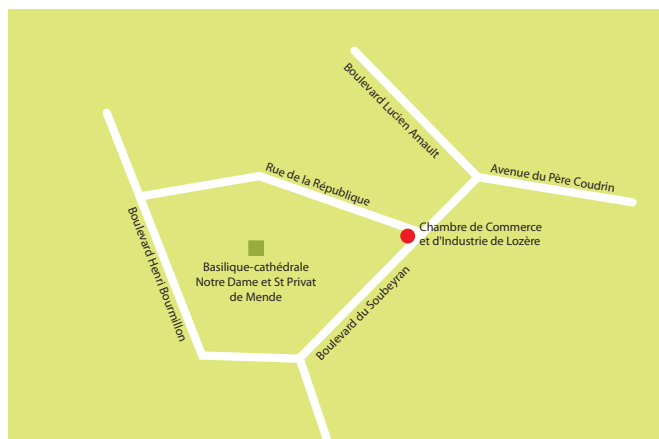 Boulevard Lucien Arnault
Rue de la République
Avenue du Père Coudrin
Chambre de Commerce
et d'Industrie de Lozère
Boulevard Henri Bourmillon
Basilique-cathédrale
Notre Dame et St Privat
de Mende
Boulevard du Soubeyran